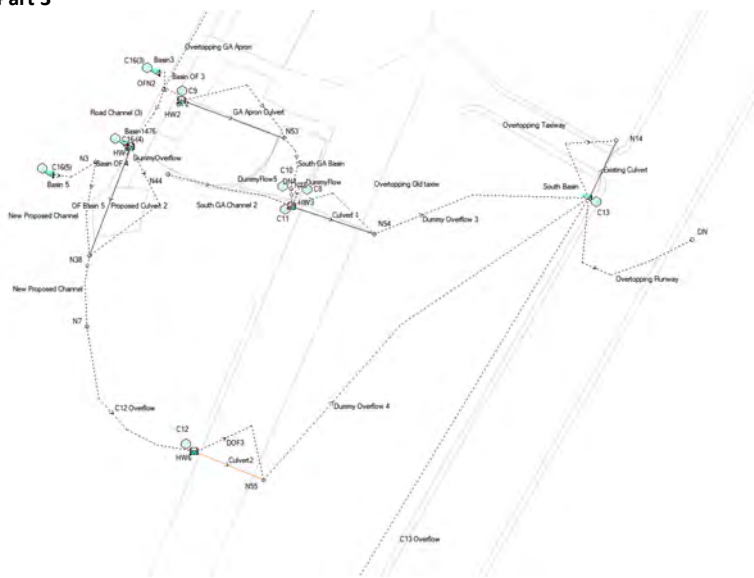 Part 3
Overtopping GA Apron
C16(3)
Basin3
Basin OF 3
OFN2
C9
HW2
Road Channel (3)
GA Apron Culvert
Basin1476
C16(4)
N53
Overtopping Taxiway
N14
N3
Basin OF 4
DummyOverflow
South GA Basin
Existing Culvert
C16(5)
Basin 5
N44
C10
DummyFlow5
DummyFlow
C8
Overtopping Old taxiw
South Basin
New Proposed Channel
OF Basin 5
Proposed Culvert 2
South GA Channel 2
HW3
C11
Culvert 1
Dummy Overflow 3
C13
N54
DN
N38
New Proposed Channel
Overtopping Runway
N7
C12 Overflow
Dummy Overflow 4
C12
DOF3
HW6
Culvert2
N55
C13 Overflow